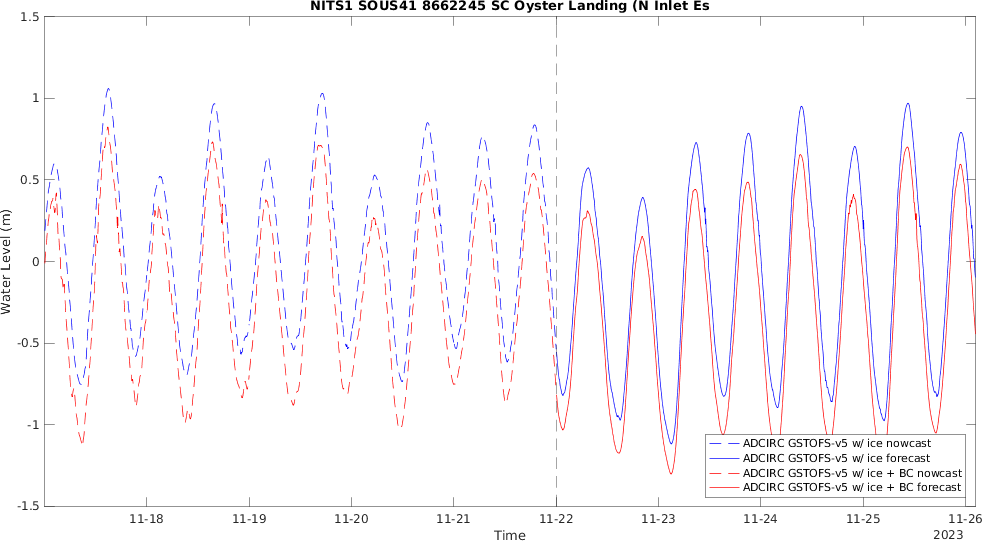 NITS1 SOUS41 8662245 SC Oyster Landing (N Inlet Es
1.5
1
0.5
0
-0.5
-1
-1.5
Water Level (m)
11-18
11-19
11-20
11-21
11-22
11-23
11-24
11-25
11-26
Time
2023
ADCIRC GSTOFS-v5 w/ ice nowcast
ADCIRC GSTOFS-v5 w/ ice forecast
ADCIRC GSTOFS-v5 w/ ice + BC nowcast
ADCIRC GSTOFS-v5 w/ ice + BC forecast